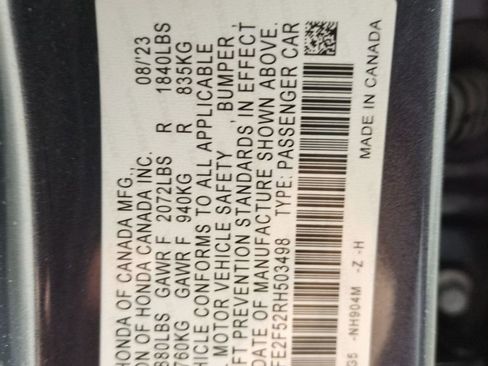 HONDA OF CANADA MFG., 08/23
ON OF HONDA CANADA INC.
880LBS GAWR F 2072LBS R 1840LBS
760KG GAWR F 940KG R 835KG
HICLE CONFORMS TO ALL APPLICABLE
L MOTOR VEHICLE SAFETY, BUMPER,
FT PREVENTION STANDARDS IN EFFECT
DATE OF MANUFACTURE SHOWN ABOVE.
FE2F52RH503498 TYPE: PASSENGER CAR
G5 -NH904M -Z -H MADE IN CANADA